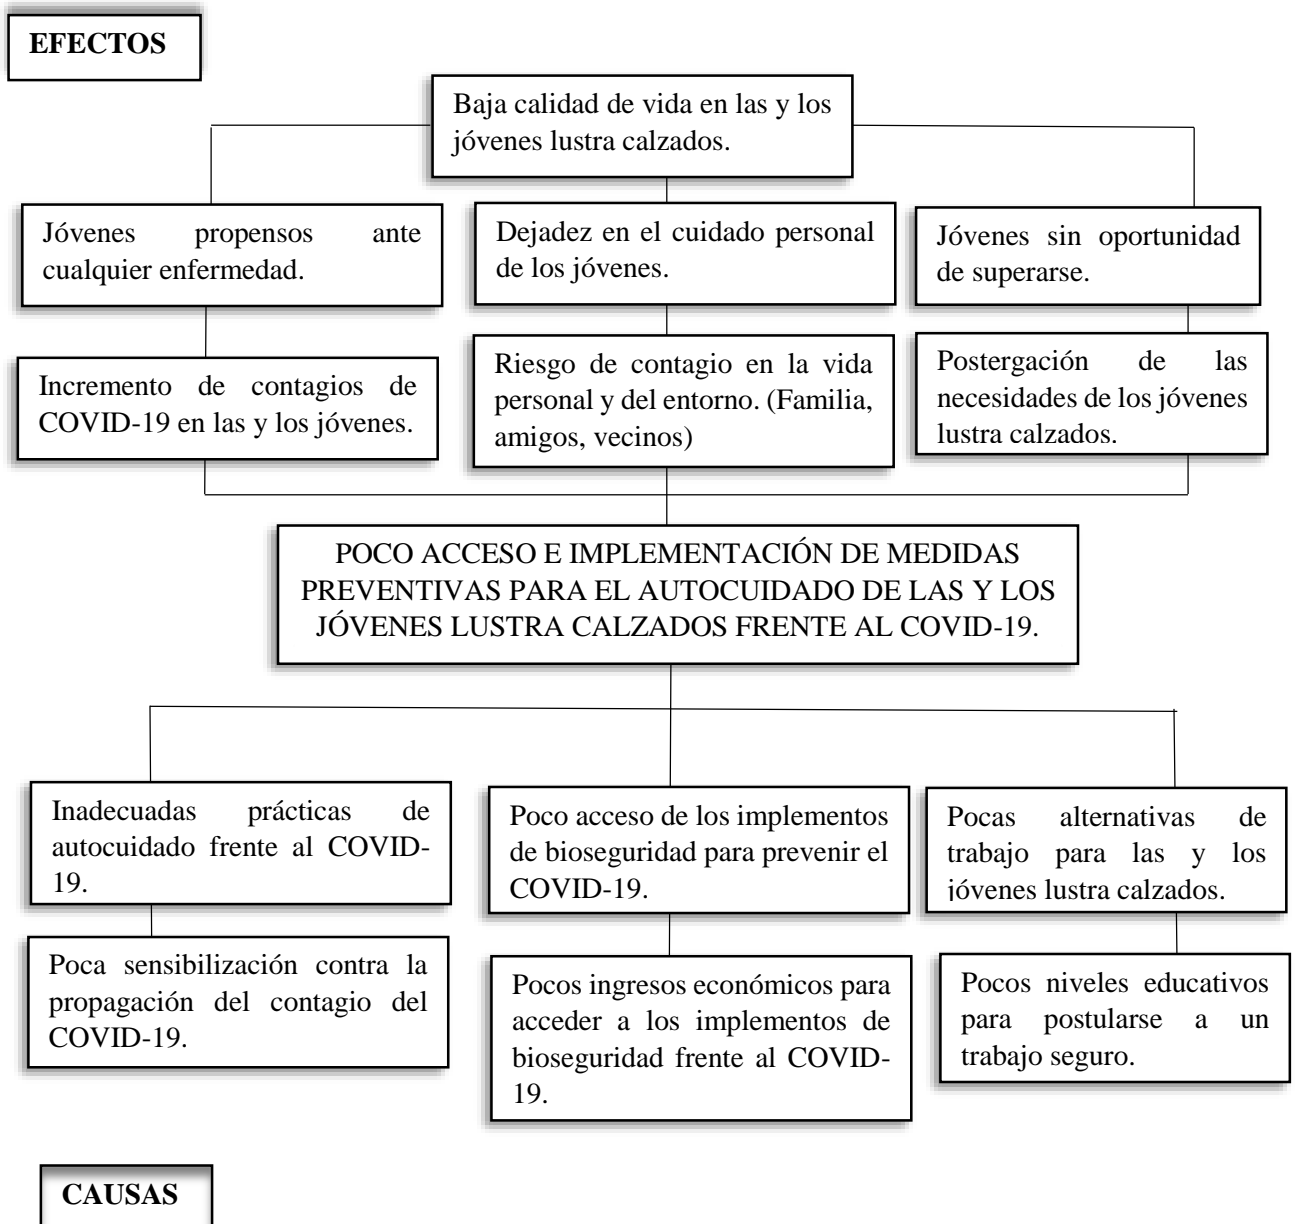 EFECTOS
Baja calidad de vida en las y los
jóvenes lustra calzados.
Jóvenes propensos ante
cualquier enfermedad.
Dejadez en el cuidado personal
de los jóvenes.
Jóvenes sin oportunidad
de superarse.
Incremento de contagios de
COVID-19 en las y los jóvenes.
Riesgo de contagio en la vida
personal y del entorno. (Familia,
amigos, vecinos)
Postergación de las
necesidades de los jóvenes
lustra calzados.
POCO ACCESO E IMPLEMENTACIÓN DE MEDIDAS
PREVENTIVAS PARA EL AUTOCUIDADO DE LAS Y LOS
JÓVENES LUSTRA CALZADOS FRENTE AL COVID-19.
Inadecuadas prácticas de
autocuidado frente al COVID-
19.
Poco acceso de los implementos
de bioseguridad para prevenir el
COVID-19.
Pocas alternativas de
trabajo para las y los
jóvenes lustra calzados.
Poca sensibilización contra la
propagación del contagio del
COVID-19.
Pocos ingresos económicos para
acceder a los implementos de
bioseguridad frente al COVID-
19.
Pocos niveles educativos
para postularse a un
trabajo seguro.
CAUSAS